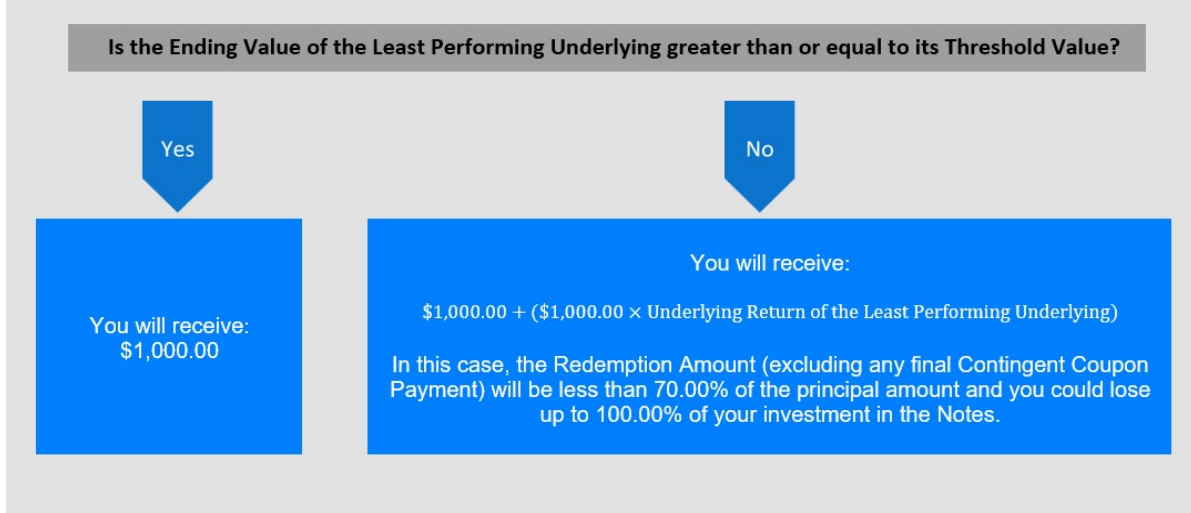 Is the Ending Value of the Least Performing Underlying greater than or equal to its Threshold Value?
Yes
No
You will receive:
$1,000.00
You will receive:
$1,000.00 + ($1,000.00 × Underlying Return of the Least Performing Underlying)
In this case, the Redemption Amount (excluding any final Contingent Coupon
Payment) will be less than 70.00% of the principal amount and you could lose
up to 100.00% of your investment in the Notes.